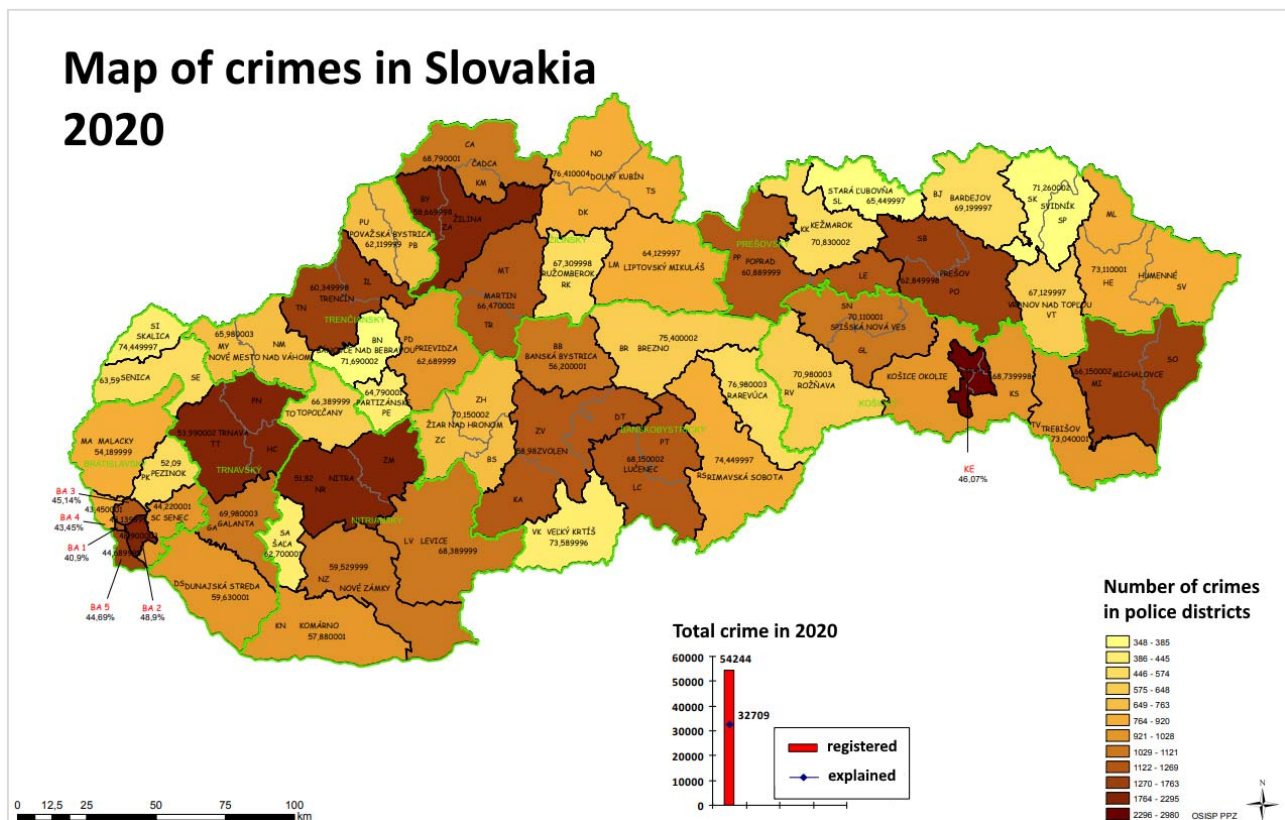 Map of crimes in Slovakia
2020
CA
68,790001
ČADCA
KM
NO
76,410004
DOLNÝ KUBÍN
TS
DK
BY
58,669998
ŽILINA
ZA
PU
POVAŽSKÁ BYSTRICA
62,119999
PB
STARÁ ĽUBOVŇA
SL
65,449997
BJ
BARDEJOV
69,199997
71,260002
SK
SVIDNÍK
SP
ML
73,110001
HUMENNÉ
HE
SV
KEŽMAROK
KK
70,830002
PREŠOVSKÝ
PP
POPRAD
60,889999
LE
SB
PREŠOV
62,849998
PO
67,129997
VRANOV NAD TOPĽOU
VT
67,309998
RUŽOMBEROK
RK
64,129997
LM
LIPTOVSKÝ MIKULÁŠ
MT
MARTIN
66,470001
TR
60,349998
IL
TRENČÍN
TN
TRENČIANSKY
SI
SKALICA
74,449997
65,980003
MY
NM
NOVÉ MESTO NAD VÁHOM
BN
71,690002
PD
PRIEVIDZA
62,689999
63,59
SENICA
SE
64,790001
PARTIZÁNSKE
PE
66,389999
TO
TOPOĽČANY
BB
BANSKÁ BYSTRICA
56,200001
75,400002
BR
BREZNO
SN
70,110001
SPIŠSKÁ NOVÁ VES
GL
70,980003
ROŽŇAVA
RV
KOŠICE OKOLIE
68,739998
KS
66,150002
MICHALOVCE
MI
SO
TV
TREBIŠOV
73,040001
76,980003
RAREVÚCA
ZH
70,150002
ŽIAR NAD HRONOM
ZC
BS
ZV
58,98
ZVOLEN
KA
DT
BANSKOBYSTRICKÝ
PT
68,150002
LUČENEC
LC
74,449997
RS
RIMAVSKÁ SOBOTA
PN
53,990002
TRNAVA
TT
HC
TRNAVSKÝ
MA
MALACKY
54,189999
BRATISLAVSKÝ
52,09
PEZINOK
PK
51,82
NITRA
NR
ZM
NITRIANSKY
44,220001
SC
SENEC
69,980003
GALANTA
GA
SA
ŠAĽA
62,700001
LV
LEVICE
68,389999
VK
VEĽKÝ KRTÍŠ
73,589996
59,529999
NZ
NOVÉ ZÁMKY
DS
DUNAJSKÁ STREDA
59,630001
KN
KOMÁRNO
57,880001
43,450001
BA 3
45,14%
BA 4
43,45%
BA 1
40,9%
BA 5
44,69%
BA 2
48,9%
KE
46,07%
Total crime in 2020
60000
50000
40000
30000
20000
10000
0
54244
32709
registered
explained
Number of crimes
in police districts
348 - 385
386 - 445
446 - 574
575 - 648
649 - 763
764 - 920
921 - 1028
1029 - 1121
1122 - 1269
1270 - 1763
1764 - 2295
2296 - 2980
OSISP PPZ
N
0 12,5 25 50 75 100
km